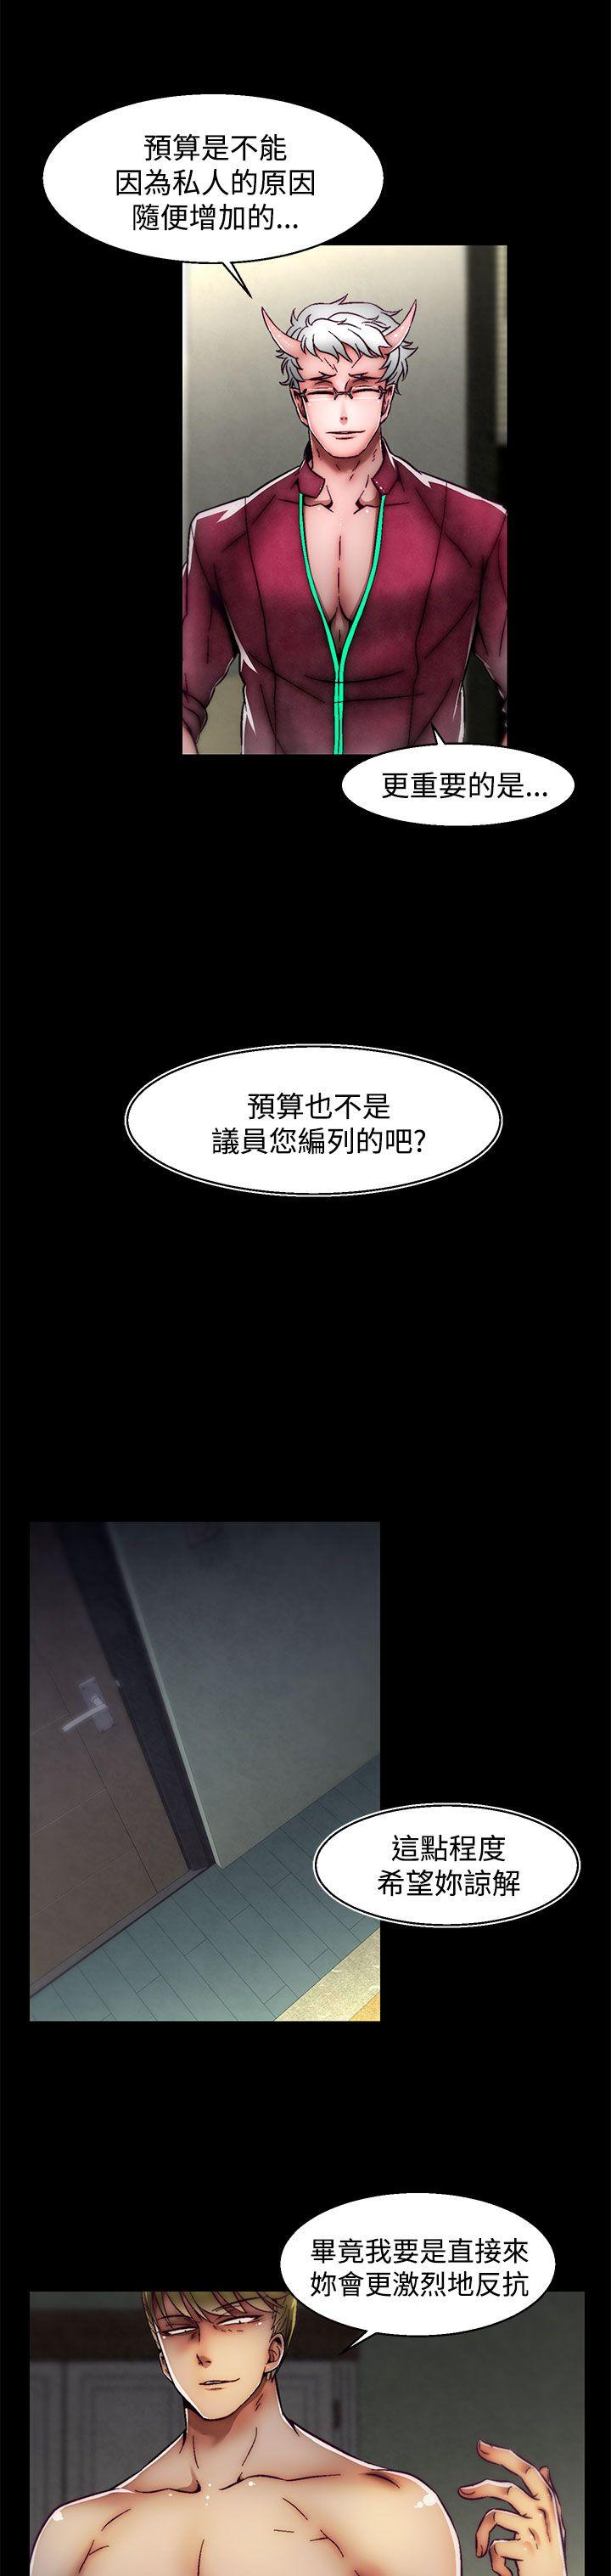 預算是不能
因為私人的原因
隨便增加的...
更重要的是...
預算也不是
議員您編列的吧?
這點程度
希望妳諒解
畢竟我要是直接來
妳會更激烈地反抗